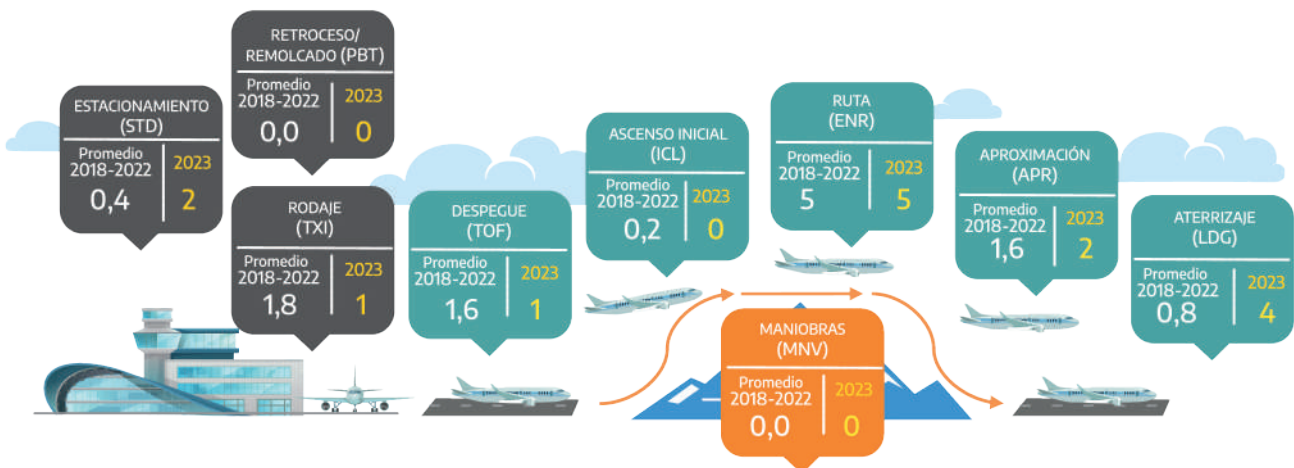 ESTACIONAMIENTO
(STD)
Promedio
2018-2022
2023
0,4
2
RETROCESO/
REMOLCADO (PBT)
Promedio
2018-2022
2023
0,0
0
RODAJE
(TXI)
Promedio
2018-2022
2023
1,8
1
DESPEGUE
(TOF)
Promedio
2018-2022
2023
1,6
1
ASCENSO INICIAL
(ICL)
Promedio
2018-2022
2023
0,2
0
RUTA
(ENR)
Promedio
2018-2022
2023
5
5
MANIOBRAS
(MNV)
Promedio
2018-2022
2023
0,0
0
APROXIMACIÓN
(APR)
Promedio
2018-2022
2023
1,6
2
ATERRIZAJE
(LDG)
Promedio
2018-2022
2023
0,8
4